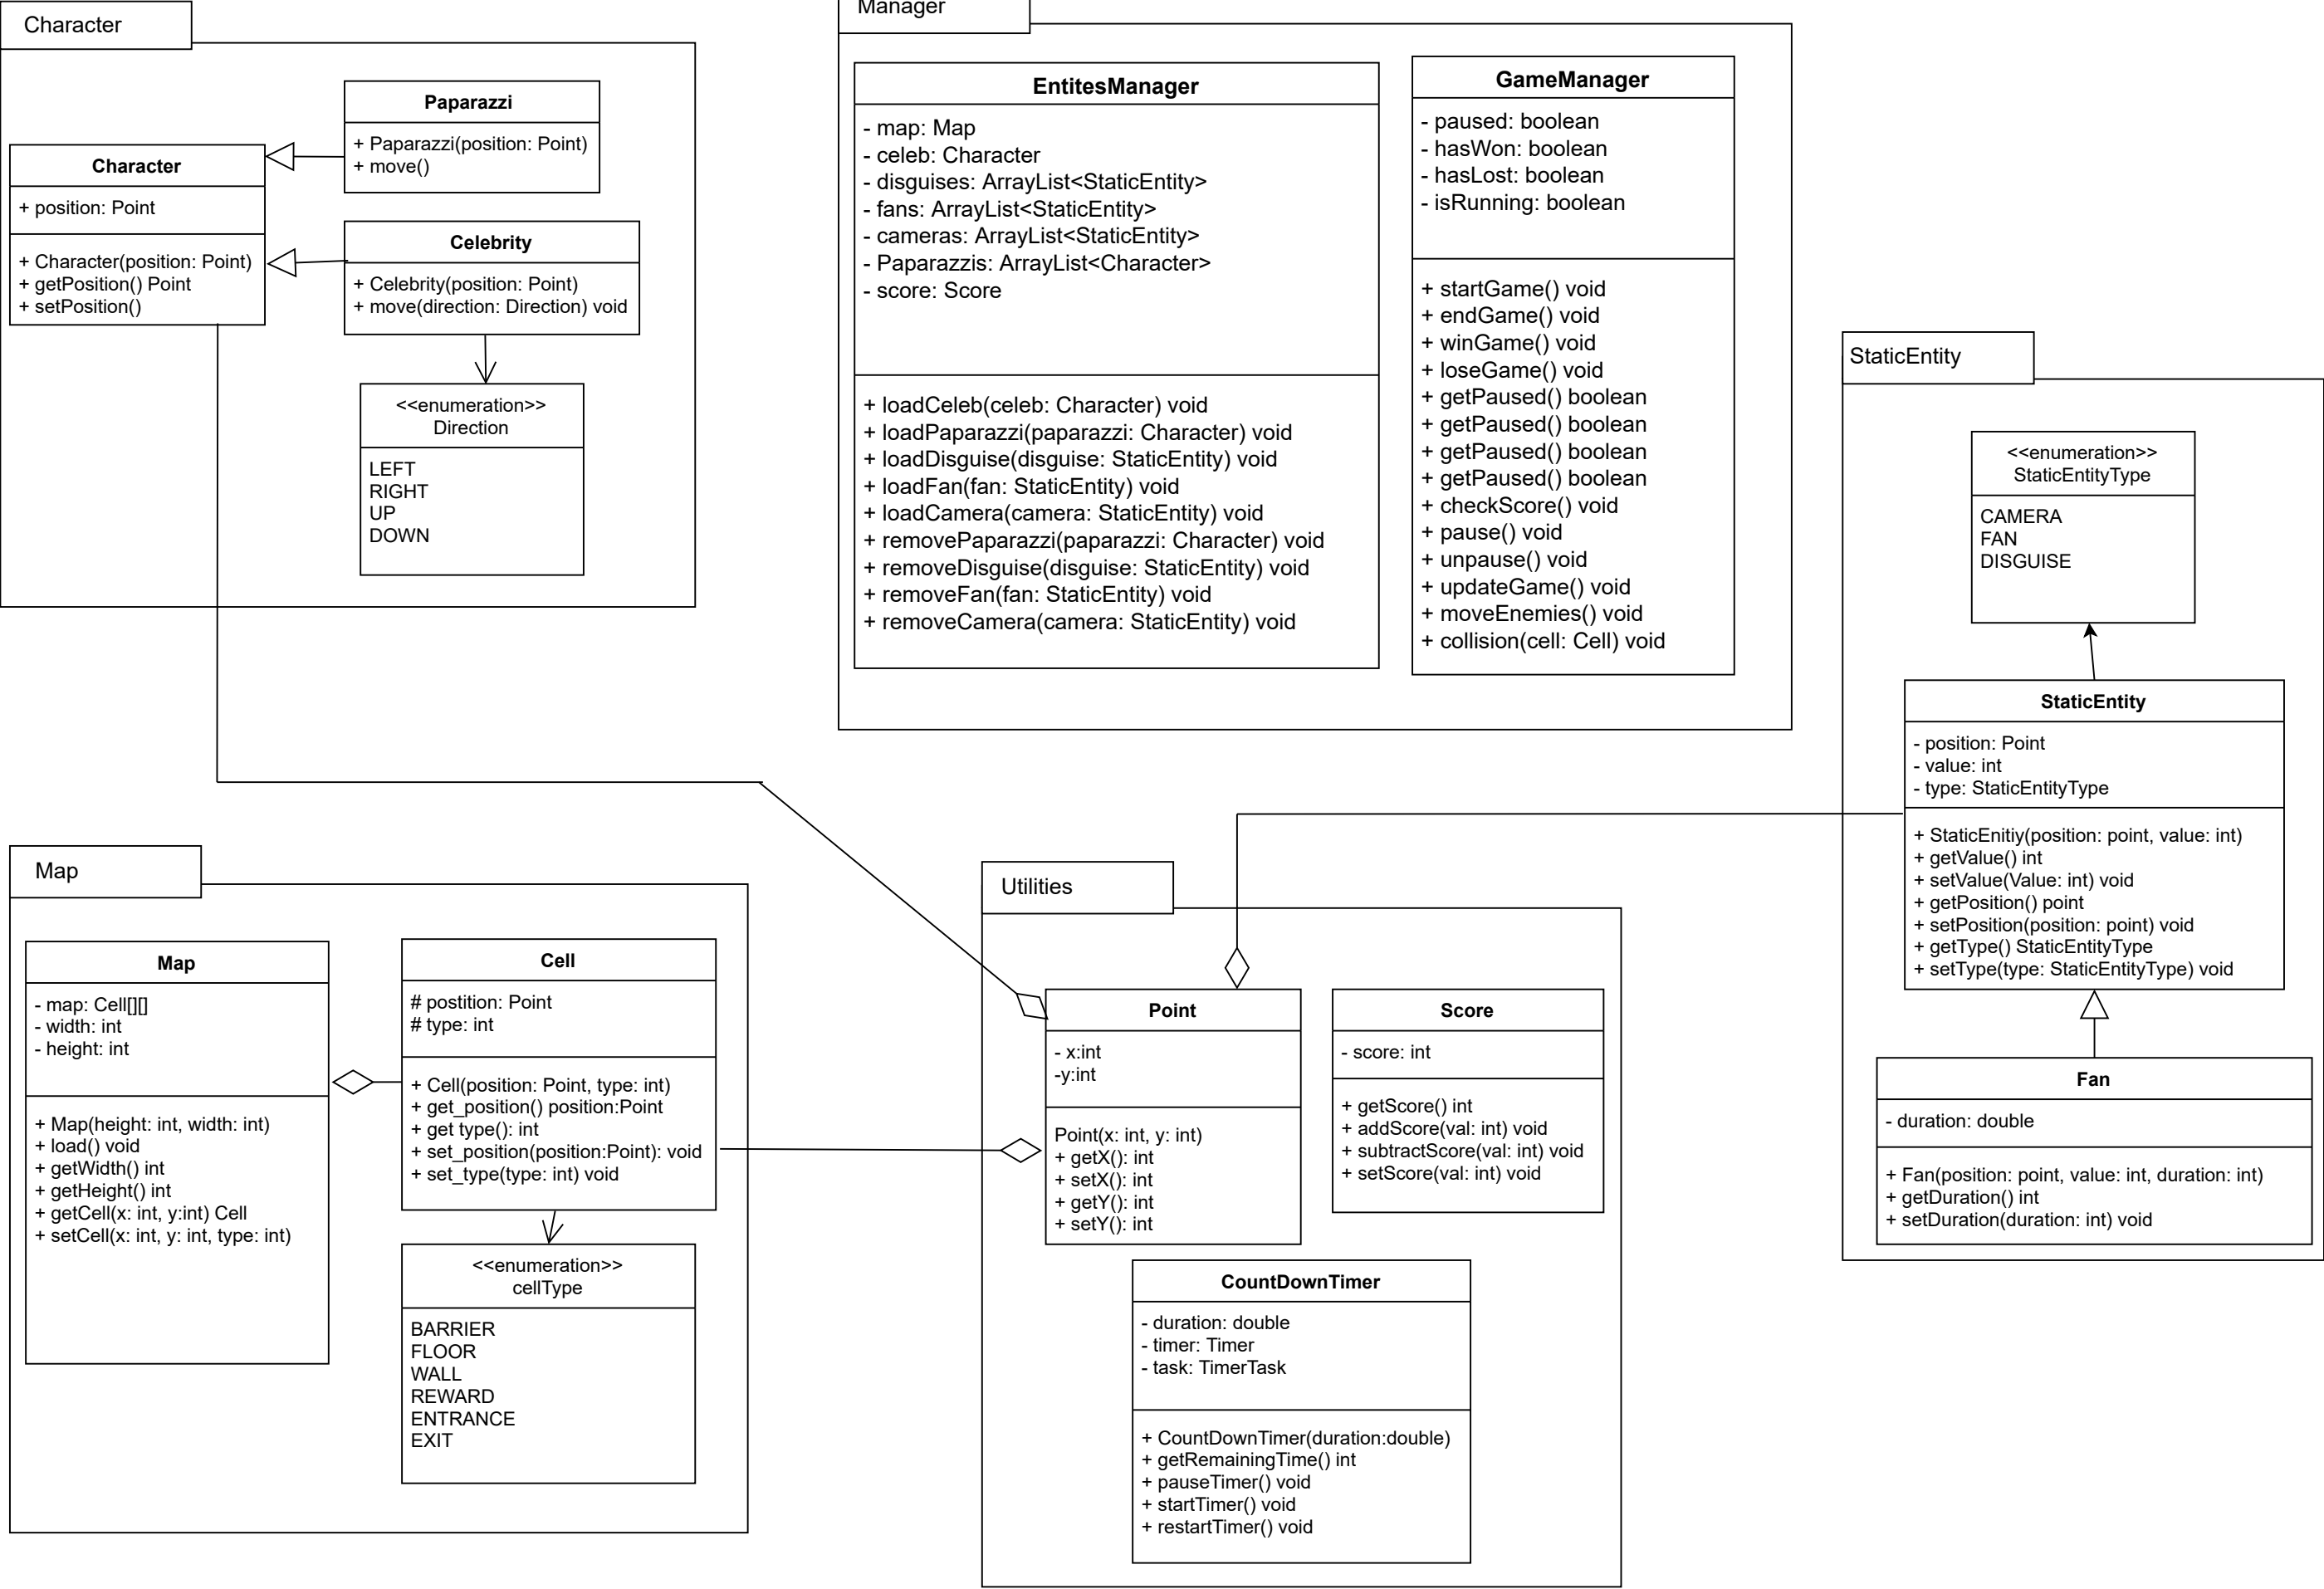 Character
Paparazzi
+ Paparazzi(position: Point)
+ move()
Character
+ position: Point
+ Character(position: Point)
+ getPosition() Point
+ setPosition()
Celebrity
+ Celebrity(position: Point)
+ move(direction: Direction) void
<<enumeration>>
Direction
LEFT
RIGHT
UP
DOWN
Manager
EntitesManager
- map: Map
- celeb: Character
- disguises: ArrayList<StaticEntity>
- fans: ArrayList<StaticEntity>
- cameras: ArrayList<StaticEntity>
- Paparazzis: ArrayList<Character>
- score: Score
+ loadCeleb(celeb: Character) void
+ loadPaparazzi(paparazzi: Character) void
+ loadDisguise(disguise: StaticEntity) void
+ loadFan(fan: StaticEntity) void
+ loadCamera(camera: StaticEntity) void
+ removePaparazzi(paparazzi: Character) void
+ removeDisguise(disguise: StaticEntity) void
+ removeFan(fan: StaticEntity) void
+ removeCamera(camera: StaticEntity) void
GameManager
- paused: boolean
- hasWon: boolean
- hasLost: boolean
- isRunning: boolean
+ startGame() void
+ endGame() void
+ winGame() void
+ loseGame() void
+ getPaused() boolean
+ getPaused() boolean
+ getPaused() boolean
+ getPaused() boolean
+ checkScore() void
+ pause() void
+ unpause() void
+ updateGame() void
+ moveEnemies() void
+ collision(cell: Cell) void
StaticEntity
<<enumeration>>
StaticEntityType
CAMERA
FAN
DISGUISE
StaticEntity
- position: Point
- value: int
- type: StaticEntityType
+ StaticEnitiy(position: point, value: int)
+ getValue() int
+ setValue(Value: int) void
+ getPosition() point
+ setPosition(position: point) void
+ getType() StaticEntityType
+ setType(type: StaticEntityType) void
Fan
- duration: double
+ Fan(position: point, value: int, duration: int)
+ getDuration() int
+ setDuration(duration: int) void
Map
Map
- map: Cell[][]
- width: int
- height: int
+ Map(height: int, width: int)
+ load() void
+ getWidth() int
+ getHeight() int
+ getCell(x: int, y:int) Cell
+ setCell(x: int, y: int, type: int)
Cell
# postition: Point
# type: int
+ Cell(position: Point, type: int)
+ get_position() position:Point
+ get type(): int
+ set_position(position:Point): void
+ set_type(type: int) void
<<enumeration>>
cellType
BARRIER
FLOOR
WALL
REWARD
ENTRANCE
EXIT
Utilities
Point
- x:int
-y:int
Point(x: int, y: int)
+ getX(): int
+ setX(): int
+ getY(): int
+ setY(): int
Score
- score: int
+ getScore() int
+ addScore(val: int) void
+ subtractScore(val: int) void
+ setScore(val: int) void
CountDownTimer
- duration: double
- timer: Timer
- task: TimerTask
+ CountDownTimer(duration:double)
+ getRemainingTime() int
+ pauseTimer() void
+ startTimer() void
+ restartTimer() void